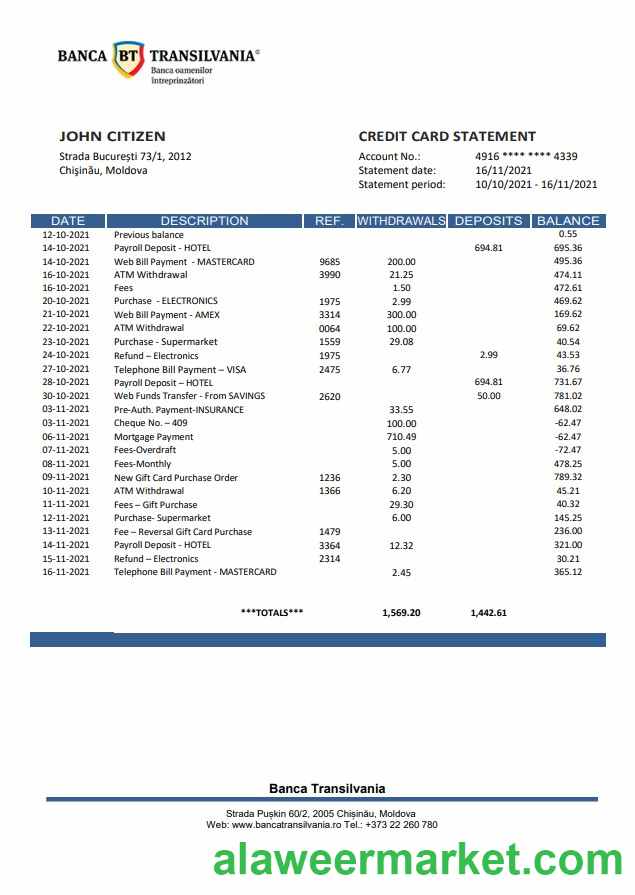 BANCA BT TRANSILVANIA®
Banca oamenilor
întreprinzători
JOHN CITIZEN
Strada București 73/1, 2012
Chișinău, Moldova
CREDIT CARD STATEMENT
Account No.: 4916 **** **** 4339
Statement date: 16/11/2021
Statement period: 10/10/2021 - 16/11/2021
DATE DESCRIPTION REF. WITHDRAWALS DEPOSITS BALANCE
12-10-2021 Previous balance 0.55
14-10-2021 Payroll Deposit - HOTEL 694.81 695.36
14-10-2021 Web Bill Payment - MASTERCARD 9685 200.00 495.36
16-10-2021 ATM Withdrawal 3990 21.25 474.11
16-10-2021 Fees 1.50 472.61
20-10-2021 Purchase - ELECTRONICS 1975 2.99 469.62
21-10-2021 Web Bill Payment - AMEX 3314 300.00 169.62
22-10-2021 ATM Withdrawal 0064 100.00 69.62
23-10-2021 Purchase - Supermarket 1559 29.08 40.54
24-10-2021 Refund – Electronics 1975 2.99 43.53
27-10-2021 Telephone Bill Payment – VISA 2475 6.77 36.76
28-10-2021 Payroll Deposit – HOTEL 694.81 731.67
30-10-2021 Web Funds Transfer - From SAVINGS 2620 50.00 781.02
03-11-2021 Pre-Auth. Payment-INSURANCE 33.55 648.02
03-11-2021 Cheque No. – 409 100.00 -62.47
06-11-2021 Mortgage Payment 710.49 -62.47
07-11-2021 Fees-Overdraft 5.00 -72.47
08-11-2021 Fees-Monthly 5.00 478.25
09-11-2021 New Gift Card Purchase Order 1236 2.30 789.32
10-11-2021 ATM Withdrawal 1366 6.20 45.21
11-11-2021 Fees – Gift Purchase 29.30 40.32
12-11-2021 Purchase- Supermarket 6.00 145.25
13-11-2021 Fee – Reversal Gift Card Purchase 1479 236.00
14-11-2021 Payroll Deposit - HOTEL 3364 12.32 321.00
15-11-2021 Refund – Electronics 2314 30.21
16-11-2021 Telephone Bill Payment - MASTERCARD 2.45 365.12
***TOTALS*** 1,569.20 1,442.61
Banca Transilvania
Strada Pușkin 60/2, 2005 Chișinău, Moldova
Web: www.bancatransilvania.ro Tel.: +373 22 260 780
alaweermarket.com